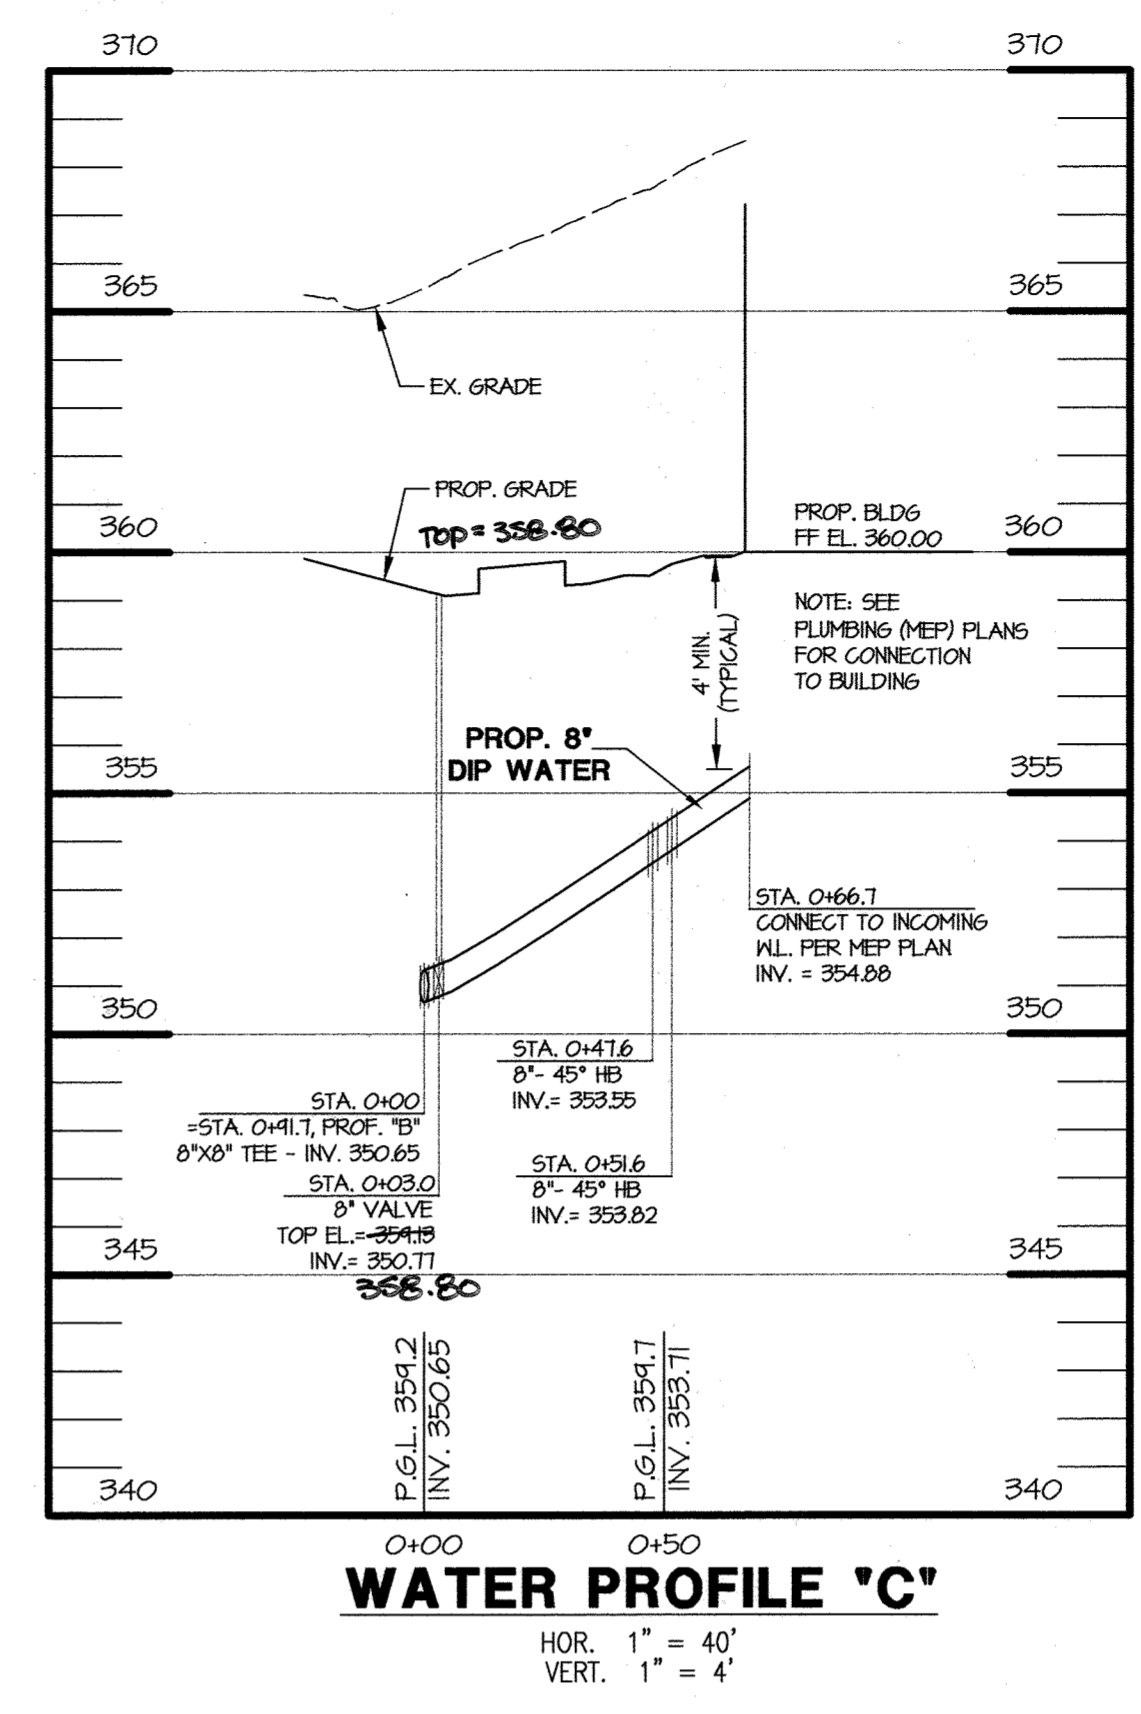 370
370
365
365
EX. GRADE
PROP. GRADE
TOP = 358.80
360
360
PROP. BLDG
FF EL. 360.00
NOTE: SEE
PLUMBING (MEP) PLANS
FOR CONNECTION
TO BUILDING
4' MIN.
(TYPICAL)
PROP. 8"
DIP WATER
355
355
STA. 0+66.7
CONNECT TO INCOMING
W.L. PER MEP PLAN
INV. = 354.88
350
350
STA. 0+47.6
8"- 45° HB
INV.= 353.55
STA. 0+00
=STA. 0+91.7, PROF. "B"
8"X8" TEE - INV. 350.65
STA. 0+51.6
8"- 45° HB
INV.= 353.82
STA. 0+03.0
8" VALVE
TOP EL.= 359.13
INV.= 350.77
358.80
345
345
P.G.L. 359.2
INV. 350.65
P.G.L. 359.7
INV. 353.71
340
340
0+00
0+50
WATER PROFILE "C"
HOR. 1" = 40'
VERT. 1" = 4'